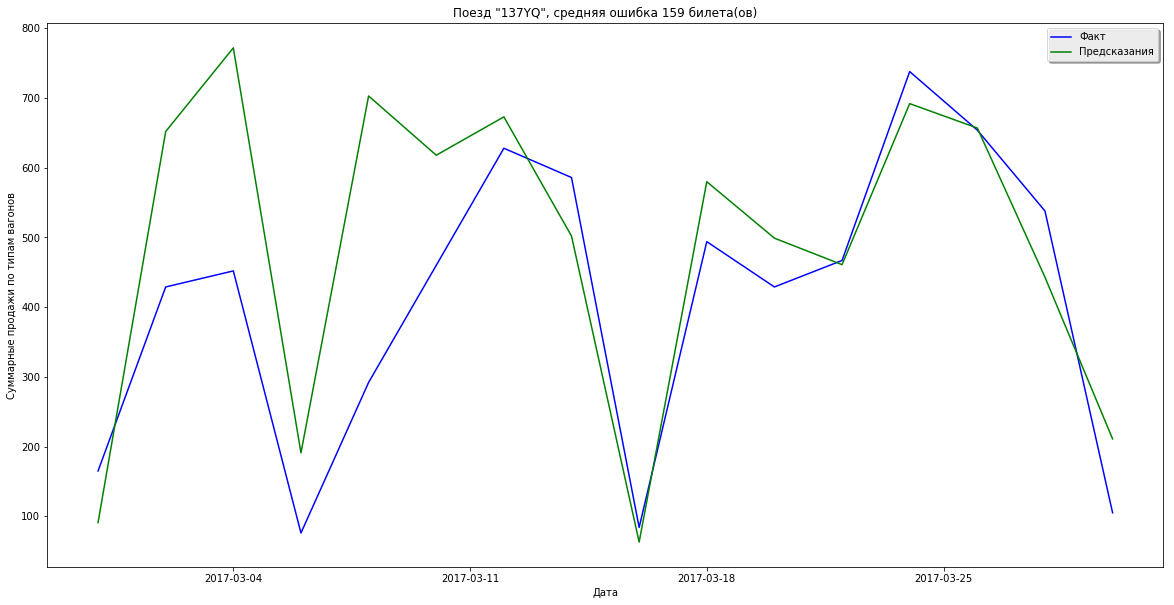 Поезд "137YQ", средняя ошибка 159 билета(ов)
Факт
Предсказания
Суммарные продажи по типам вагонов
800
700
600
500
400
300
200
100
2017-03-04
2017-03-11
2017-03-18
2017-03-25
Дата